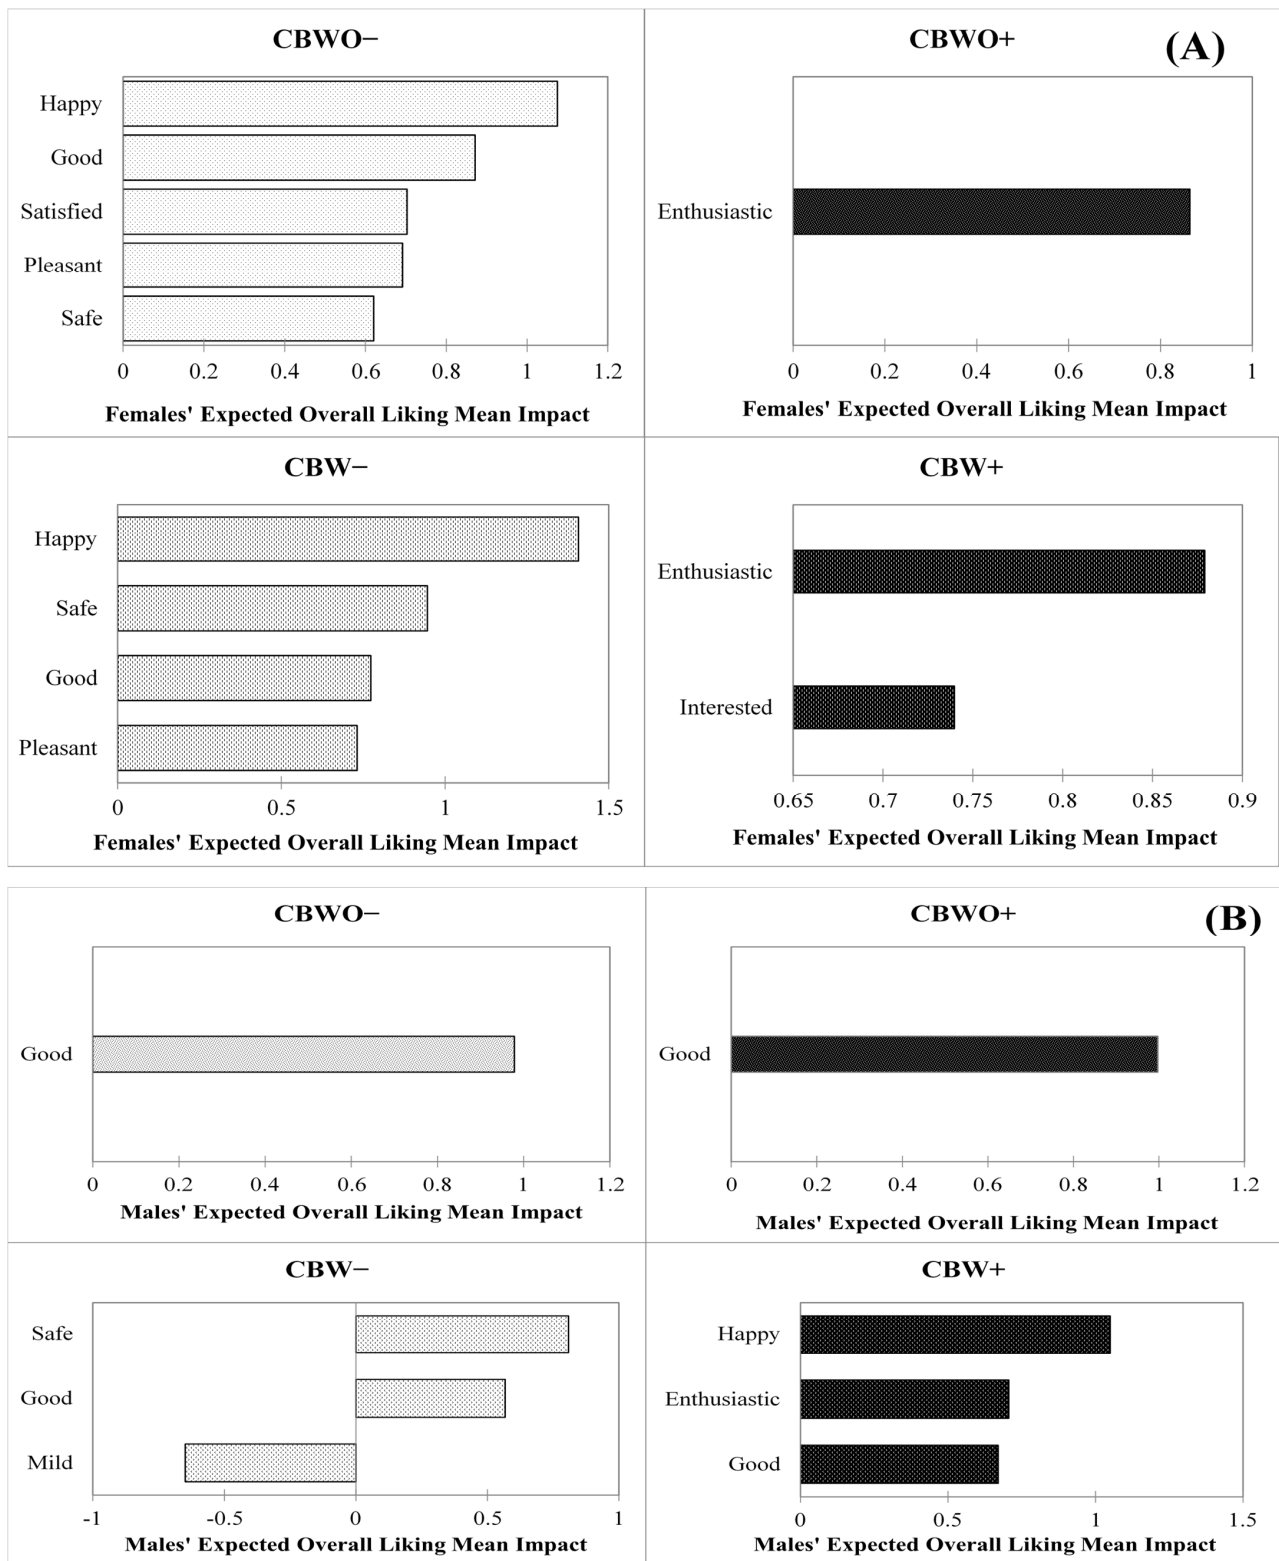 CBWO−
Happy
Good
Satisfied
Pleasant
Safe
0 0.2 0.4 0.6 0.8 1 1.2
Females' Expected Overall Liking Mean Impact
CBWO+
(A)
Enthusiastic
0 0.2 0.4 0.6 0.8 1
Females' Expected Overall Liking Mean Impact
CBW−
Happy
Safe
Good
Pleasant
0 0.5 1 1.5
Females' Expected Overall Liking Mean Impact
CBW+
Enthusiastic
Interested
0.65 0.7 0.75 0.8 0.85 0.9
Females' Expected Overall Liking Mean Impact
CBWO−
Good
0 0.2 0.4 0.6 0.8 1 1.2
Males' Expected Overall Liking Mean Impact
CBWO+
(B)
Good
0 0.2 0.4 0.6 0.8 1 1.2
Males' Expected Overall Liking Mean Impact
CBW−
Safe
Good
Mild
-1 -0.5 0 0.5 1
Males' Expected Overall Liking Mean Impact
CBW+
Happy
Enthusiastic
Good
0 0.5 1 1.5
Males' Expected Overall Liking Mean Impact